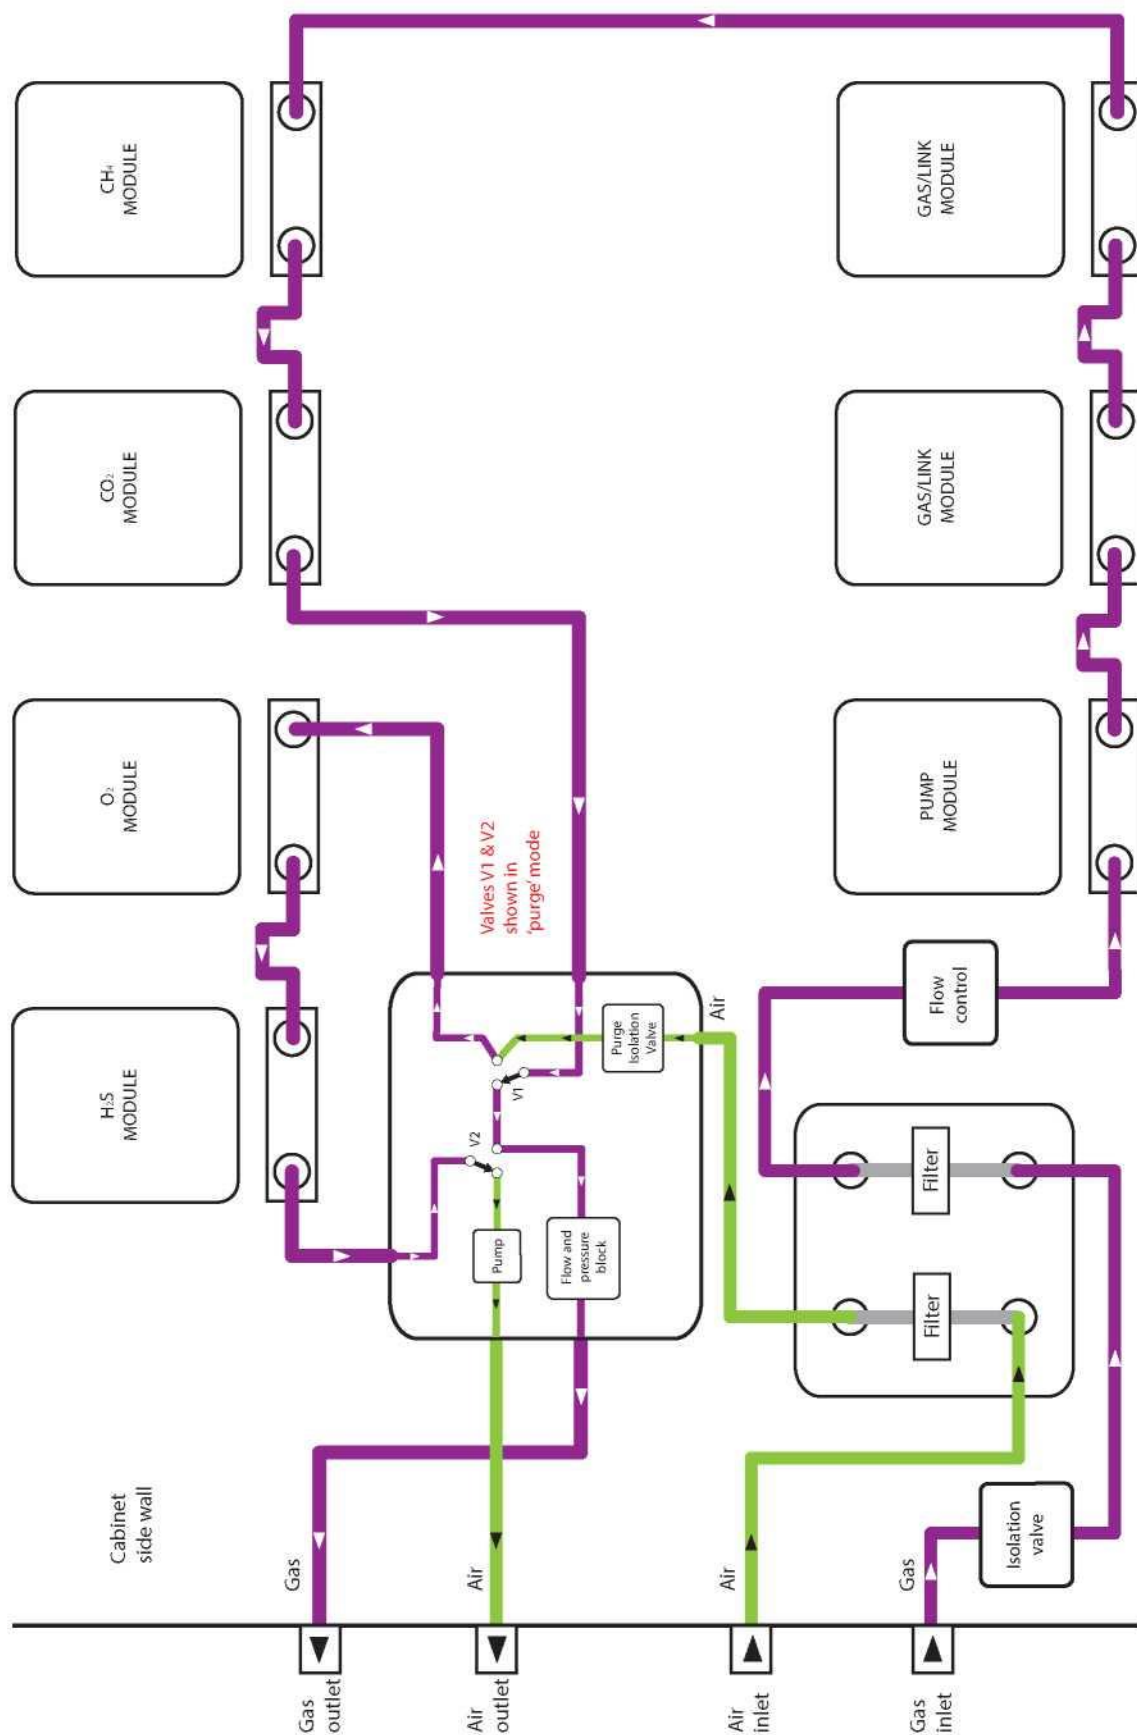 Cabinet
side wall
H₂S
MODULE
O₂
MODULE
CO₂
MODULE
CH₄
MODULE
Gas
outlet
Gas
Air
outlet
Air
Pump
Flow and
pressure
block
V2
V1
Purge
Isolation
Valve
Air
Valves V1 & V2
shown in
‘purge’ mode
Air
inlet
Air
Gas
inlet
Gas
Isolation
valve
Filter
Filter
Flow
control
PUMP
MODULE
GAS/LINK
MODULE
GAS/LINK
MODULE